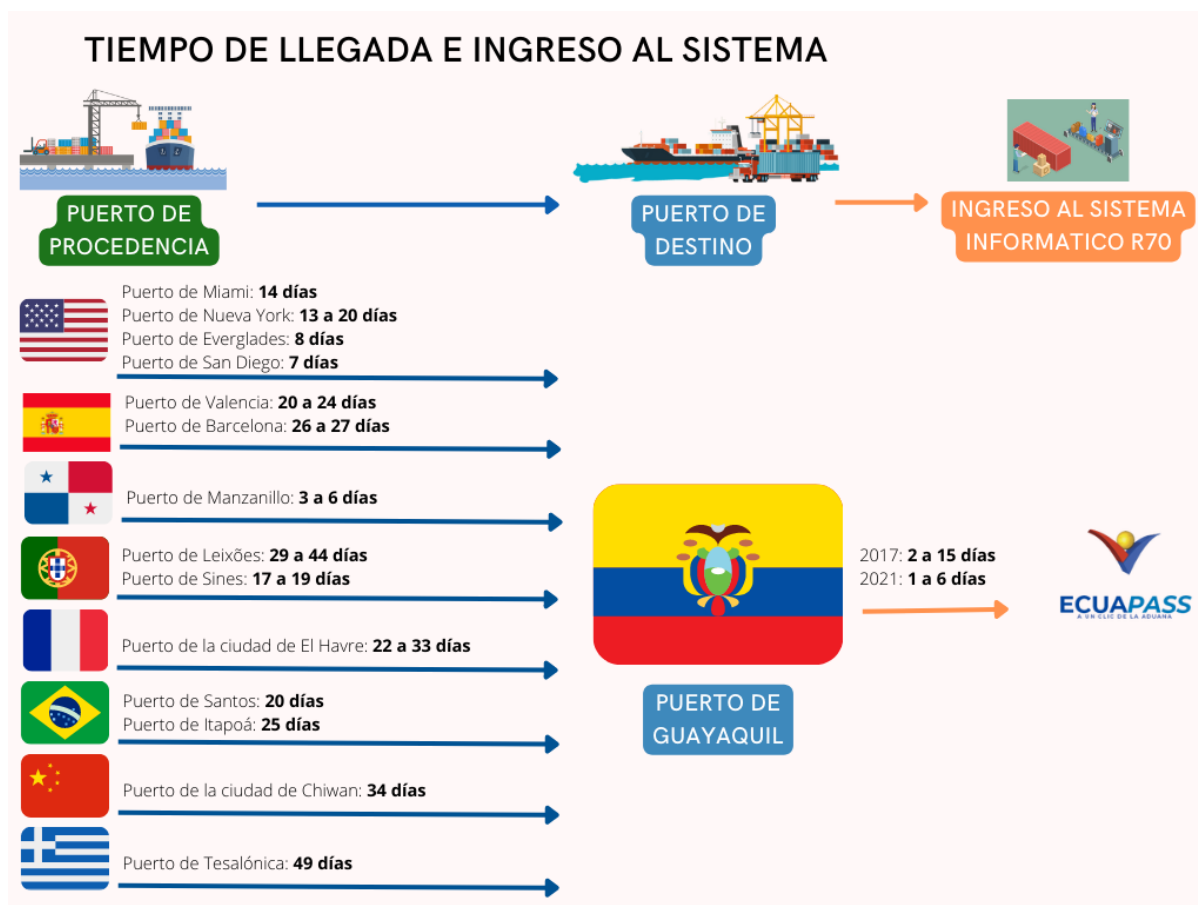 TIEMPO DE LLEGADA E INGRESO AL SISTEMA
PUERTO DE
PROCEDENCIA
PUERTO DE
DESTINO
INGRESO AL SISTEMA
INFORMATICO R70
Puerto de Miami: 14 días
Puerto de Nueva York: 13 a 20 días
Puerto de Everglades: 8 días
Puerto de San Diego: 7 días
Puerto de Valencia: 20 a 24 días
Puerto de Barcelona: 26 a 27 días
Puerto de Manzanillo: 3 a 6 días
Puerto de Leixões: 29 a 44 días
Puerto de Sines: 17 a 19 días
Puerto de la ciudad de El Havre: 22 a 33 días
Puerto de Santos: 20 días
Puerto de Itapoá: 25 días
Puerto de la ciudad de Chiwan: 34 días
Puerto de Tesalónica: 49 días
PUERTO DE
GUAYAQUIL
2017: 2 a 15 días
2021: 1 a 6 días
ECUAPASS
A UN CLIC DE LA ADUANA